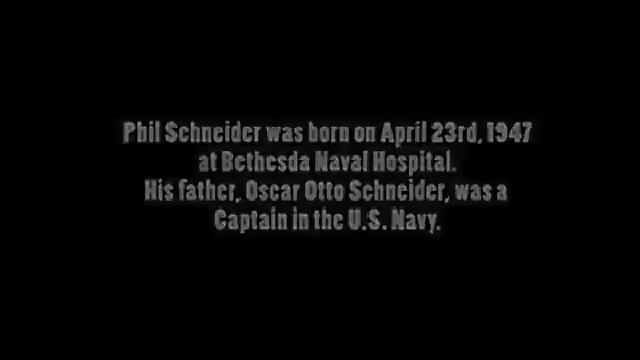 Phil Schneider was born on April 23rd, 1947
at Bethesda Naval Hospital.
His father, Oscar Otto Schneider, was a
Captain in the U.S. Navy.